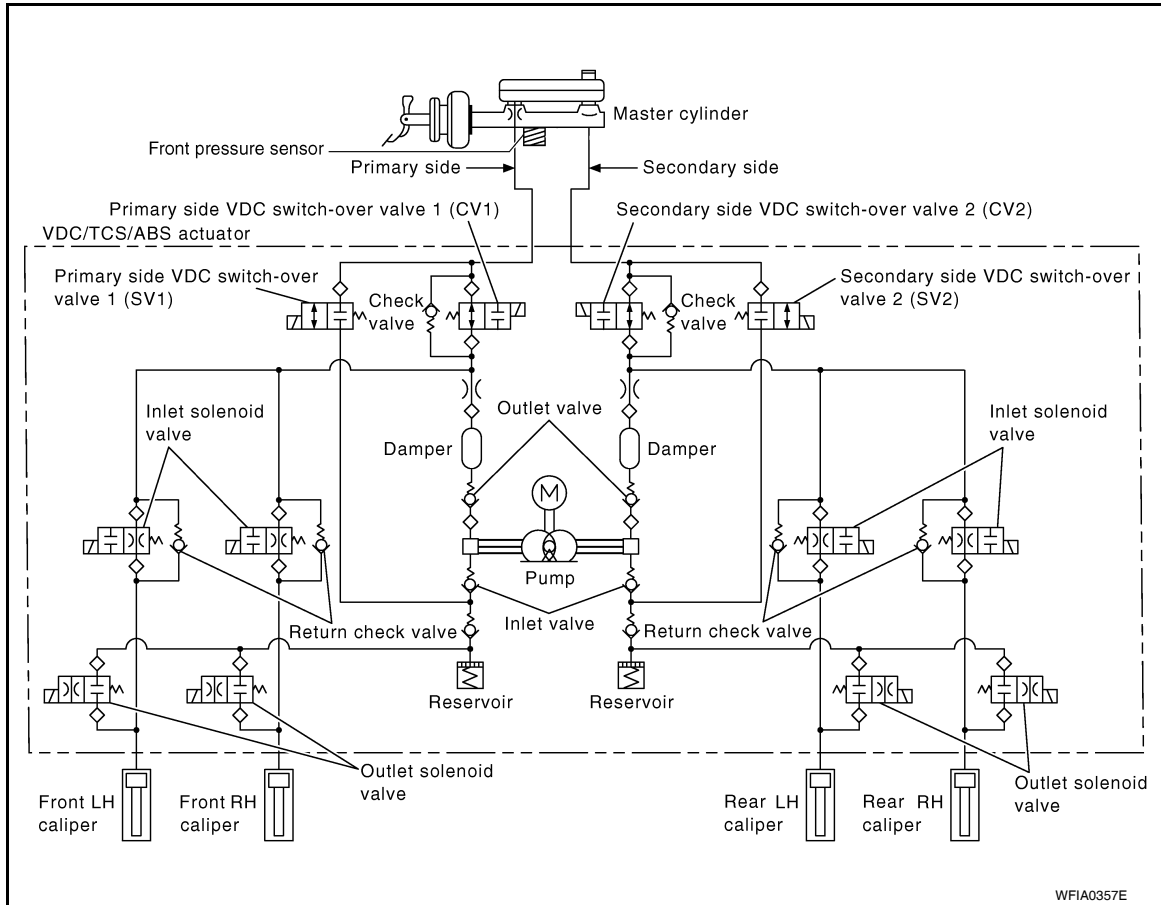 Master cylinder
Front pressure sensor
Primary side
Secondary side
Primary side VDC switch-over valve 1 (CV1)
Secondary side VDC switch-over valve 2 (CV2)
VDC/TCS/ABS actuator
Primary side VDC switch-over
valve 1 (SV1)
Check
valve
Check
valve
Secondary side VDC switch-over
valve 2 (SV2)
Inlet solenoid
valve
Outlet valve
Inlet solenoid
valve
Damper
Damper
M
Pump
Return check valve
Inlet valve
Return check valve
Reservoir
Reservoir
Outlet solenoid
valve
Outlet solenoid
valve
Front LH
caliper
Front RH
caliper
Rear LH
caliper
Rear RH
caliper
WFIA0357E